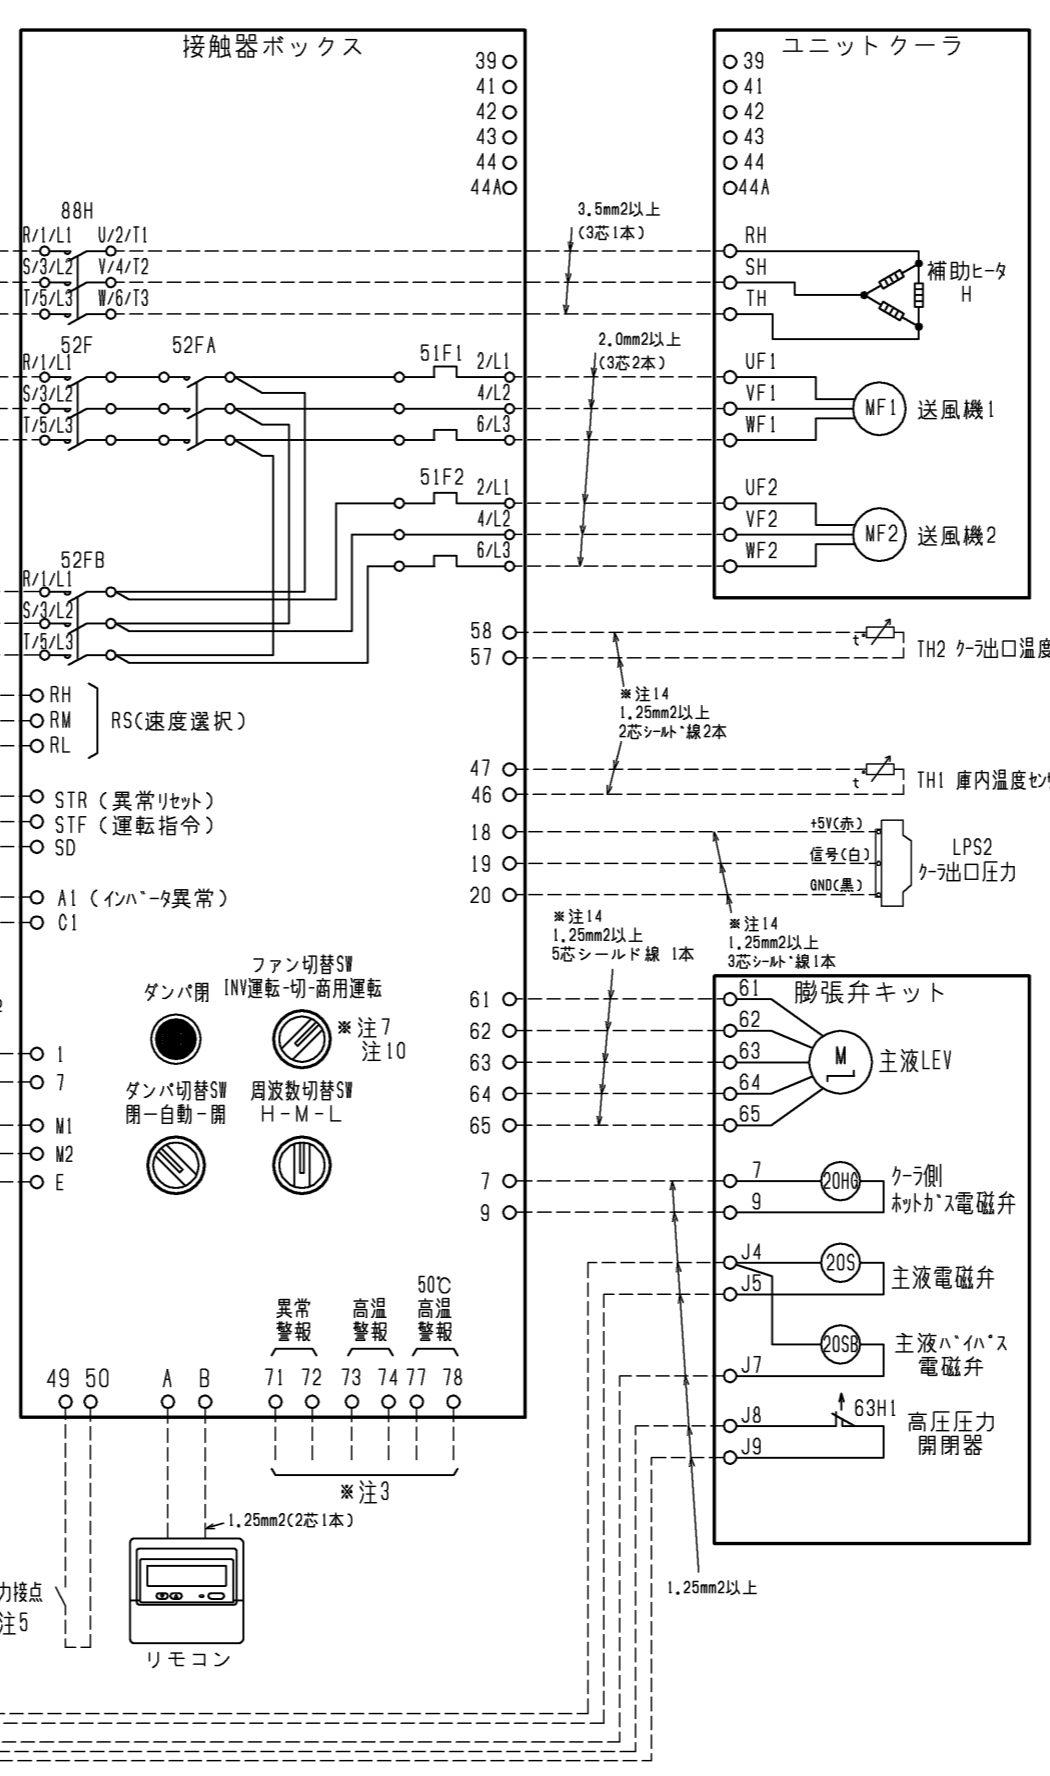 接触器ボックス
39
41
42
43
44
44A
88H
R/1/L1 U/2/T1
S/3/L2 V/4/T2
T/5/L3 W/6/T3
52F 52FA
R/1/L1
S/3/L2
T/5/L3
51F1 2/L1
4/L2
6/L3
51F2 2/L1
4/L2
6/L3
52FB
R/1/L1
S/3/L2
T/5/L3
58
57
RH
RM
RL
RS(速度選択)
47
46
STR (異常リセット)
STF (運転指令)
SD
18
19
20
A1 (インバータ異常)
C1
ファン切替SW
INV運転-切-商用運転
ダンパ閉
※注7
注10
ダンパ切替SW
閉ー自動-開
周波数切替SW
H-M-L
61
62
63
64
65
1
7
M1
M2
E
7
9
異常
警報
高温
警報
50℃
高温
警報
49 50 A B 71 72 73 74 77 78
※注3
1.25mm2(2芯1本)
力接点
注5
リモコン
3.5mm2以上
(3芯1本)
2.0mm2以上
(3芯2本)
※注14
1.25mm2以上
2芯シールド線2本
※注14
1.25mm2以上
5芯シールド線 1本
※注14
1.25mm2以上
3芯シールド線1本
1.25mm2以上
ユニットクーラ
39
41
42
43
44
44A
RH
SH
TH
補助ヒータ
H
UF1
VF1
WF1
MF1
送風機1
UF2
VF2
WF2
MF2
送風機2
t
TH2 クーラ出口温度
t
TH1 庫内温度セン
+5V(赤)
信号(白)
GND(黒)
LPS2
クーラ出口圧力
膨張弁キット
61
62
63
64
65
M
主液LEV
7
9
20HG
クーラ側
ホットガス電磁弁
J4
J5
20S
主液電磁弁
20SB
主液バイパス
電磁弁
J7
J8
J9
63H1
高圧圧力
開閉器